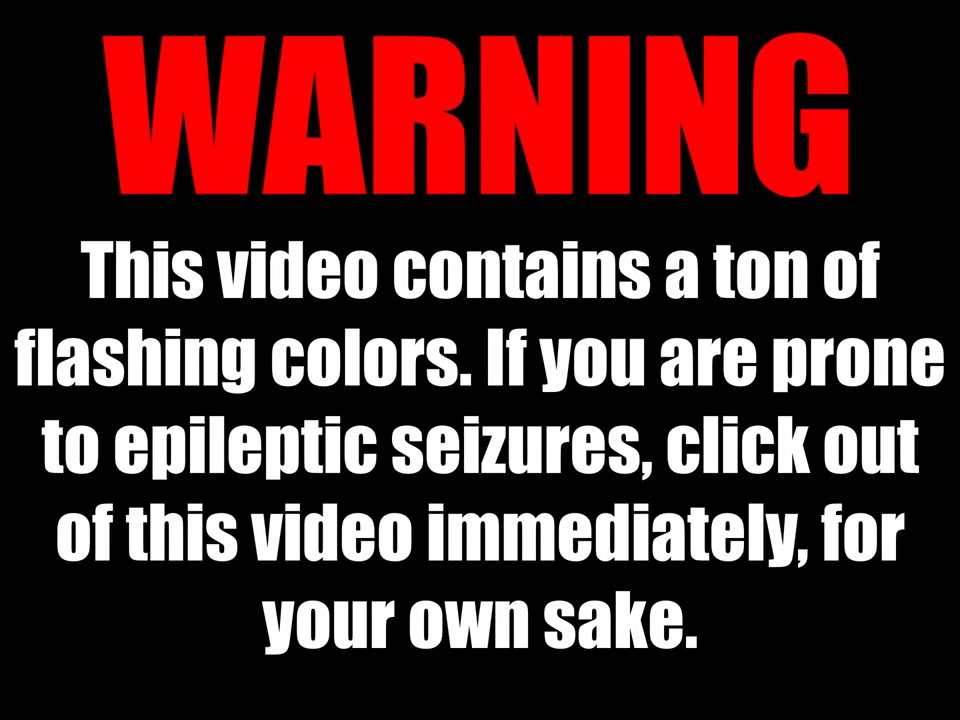 WARNING
This video contains a ton of
flashing colors. If you are prone
to epileptic seizures, click out
of this video immediately, for
your own sake.